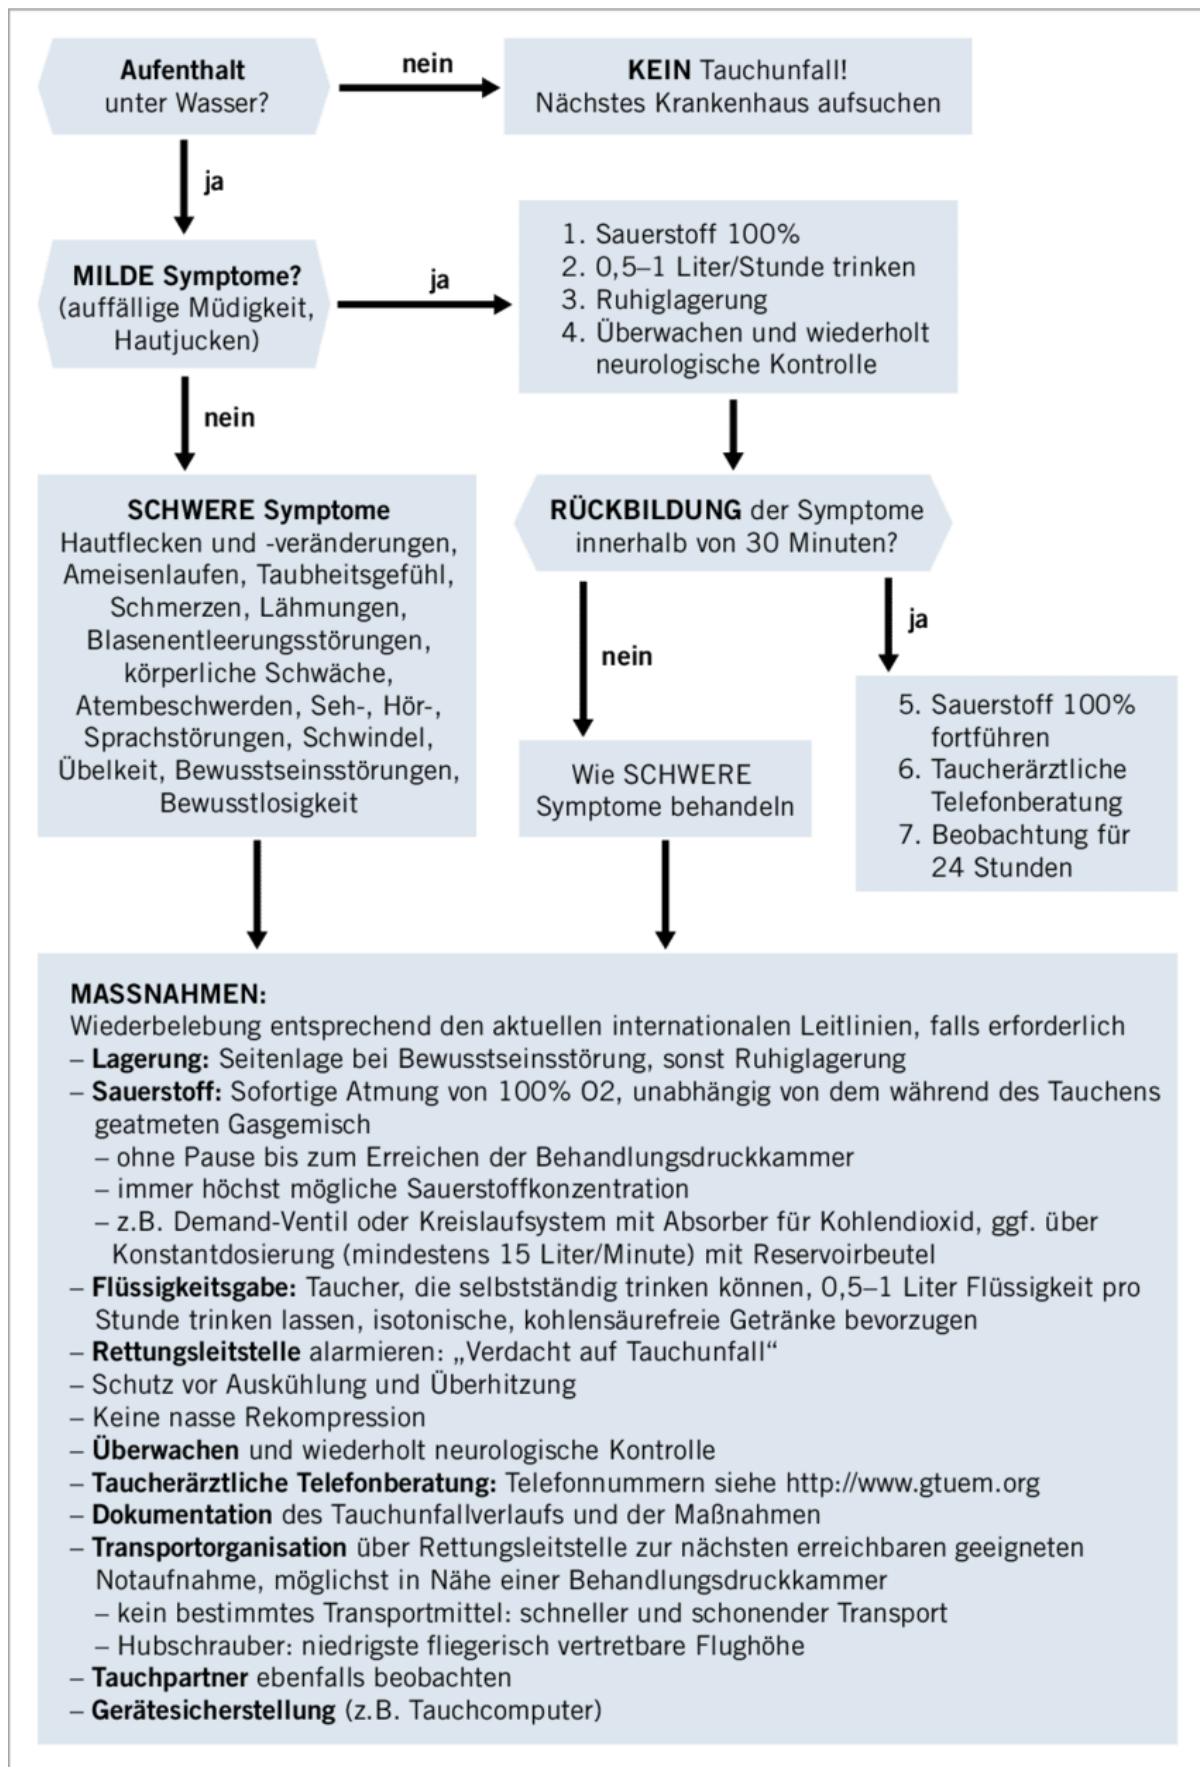 Aufenthalt
unter Wasser?
nein
KEIN Tauchunfall!
Nächstes Krankenhaus aufsuchen
ja
MILDE Symptome?
(auffällige Müdigkeit,
Hautjucken)
ja
1. Sauerstoff 100%
2. 0,5–1 Liter/Stunde trinken
3. Ruhiglagerung
4. Überwachen und wiederholt
neurologische Kontrolle
nein
SCHWERE Symptome
Hautflecken und -veränderungen,
Ameisenlaufen, Taubheitsgefühl,
Schmerzen, Lähmungen,
Blasenentleerungsstörungen,
körperliche Schwäche,
Atembeschwerden, Seh-, Hör-,
Sprachstörungen, Schwindel,
Übelkeit, Bewusstseinsstörungen,
Bewusstlosigkeit
RÜCKBILDUNG der Symptome
innerhalb von 30 Minuten?
nein
ja
Wie SCHWERE
Symptome behandeln
5. Sauerstoff 100%
fortführen
6. Taucherärztliche
Telefonberatung
7. Beobachtung für
24 Stunden
MASSNAHMEN:
Wiederbelebung entsprechend den aktuellen internationalen Leitlinien, falls erforderlich
– Lagerung: Seitenlage bei Bewusstseinsstörung, sonst Ruhiglagerung
– Sauerstoff: Sofortige Atmung von 100% O2, unabhängig von dem während des Tauchens
geatmeten Gasgemisch
– ohne Pause bis zum Erreichen der Behandlungsdruckkammer
– immer höchst mögliche Sauerstoffkonzentration
– z.B. Demand-Ventil oder Kreislaufsystem mit Absorber für Kohlendioxid, ggf. über
Konstantdosierung (mindestens 15 Liter/Minute) mit Reservoirbeutel
– Flüssigkeitsgabe: Taucher, die selbstständig trinken können, 0,5–1 Liter Flüssigkeit pro
Stunde trinken lassen, isotonische, kohlensäurefreie Getränke bevorzugen
– Rettungsleitstelle alarmieren: „Verdacht auf Tauchunfall“
– Schutz vor Auskühlung und Überhitzung
– Keine nasse Rekompression
– Überwachen und wiederholt neurologische Kontrolle
– Taucherärztliche Telefonberatung: Telefonnummern siehe http://www.gtuem.org
– Dokumentation des Tauchunfallverlaufs und der Maßnahmen
– Transportorganisation über Rettungsleitstelle zur nächsten erreichbaren geeigneten
Notaufnahme, möglichst in Nähe einer Behandlungsdruckkammer
– kein bestimmtes Transportmittel: schneller und schonender Transport
– Hubschrauber: niedrigste fliegerisch vertretbare Flughöhe
– Tauchpartner ebenfalls beobachten
– Gerätesicherstellung (z.B. Tauchcomputer)